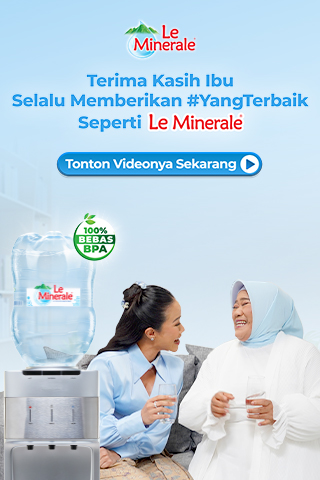 Le
Minerale
Terima Kasih Ibu
Selalu Memberikan #YangTerbaik
Seperti Le Minerale
Tonton Videonya Sekarang
100%
BEBAS
BPA
Le
Minerale